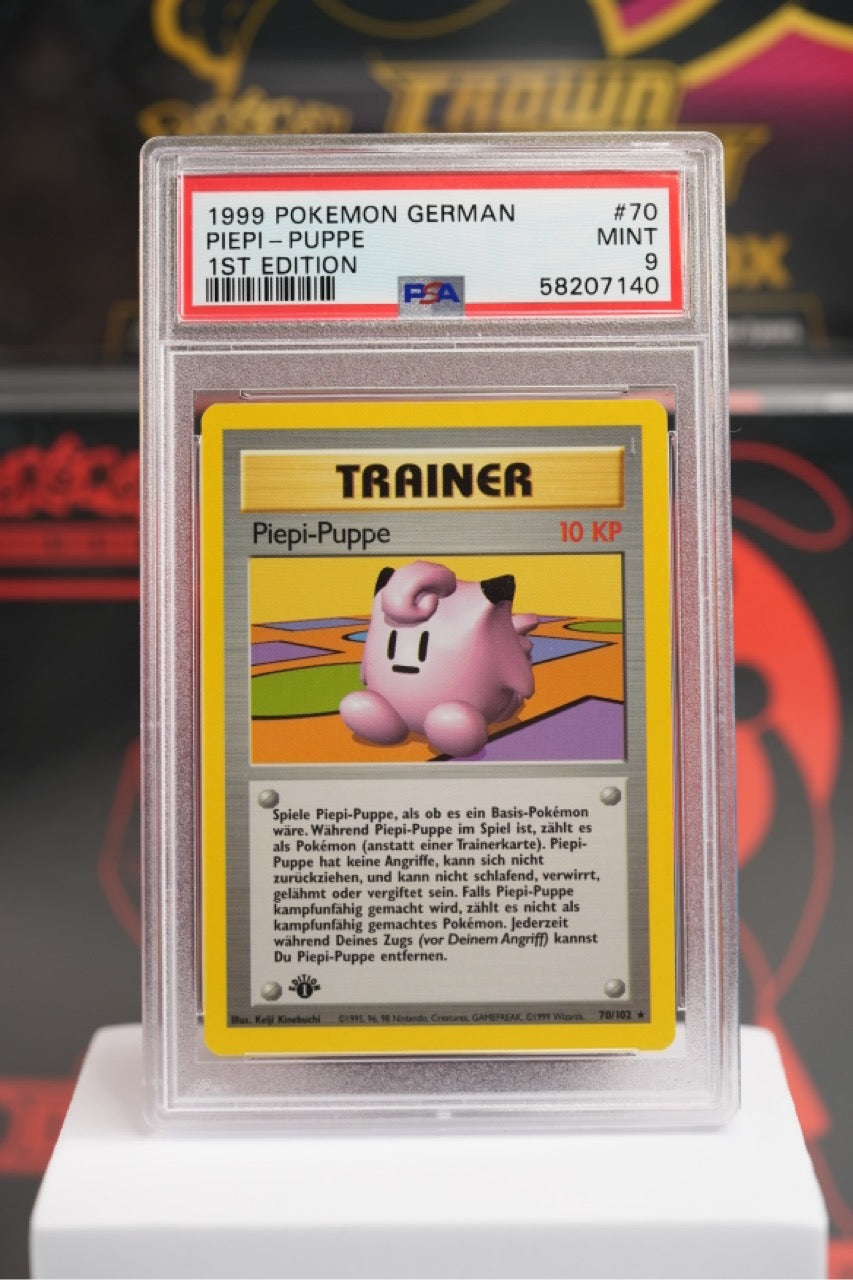 CROWN
1999 POKEMON GERMAN #70
PIEPI – PUPPE MINT
1ST EDITION 9
PSA 58207140
TRAINER
Piepi-Puppe 10 KP
Spiele Piepi-Puppe, als ob es ein Basis-Pokémon
wäre. Während Piepi-Puppe im Spiel ist, zählt es
als Pokémon (anstatt einer Trainerkarte). Piepi-
Puppe hat keine Angriffe, kann sich nicht
zurückziehen, und kann nicht schlafend, verwirrt,
gelähmt oder vergiftet sein. Falls Piepi-Puppe
kampfunfähig gemacht wird, zählt es nicht als
kampfunfähig gemachtes Pokémon. Jederzeit
während Deines Zugs (vor Deinem Angriff) kannst
Du Piepi-Puppe entfernen.
EDITION 1
Illus. Keiji Kinebuchi ©1995, 96, 98 Nintendo, Creatures, GAMEFREAK. ©1999 Wizards. 70/102 ★